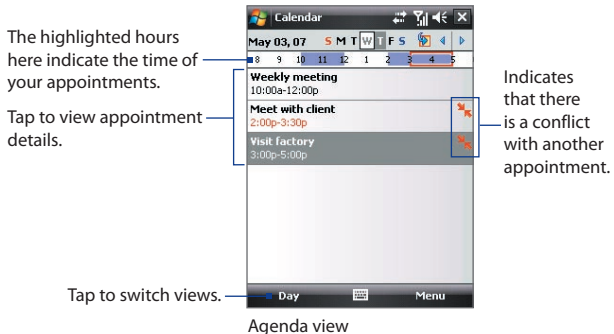 Calendar
The highlighted hours
here indicate the time of
your appointments.
May 03, 07 S M T W T F S
8 9 10 11 12 1 2 3 4 5
Weekly meeting
10:00a-12:00p
Tap to view appointment
details.
Meet with client
2:00p-3:30p
Visit factory
3:00p-5:00p
Indicates
that there
is a conflict
with another
appointment.
Tap to switch views.
Day Menu
Agenda view